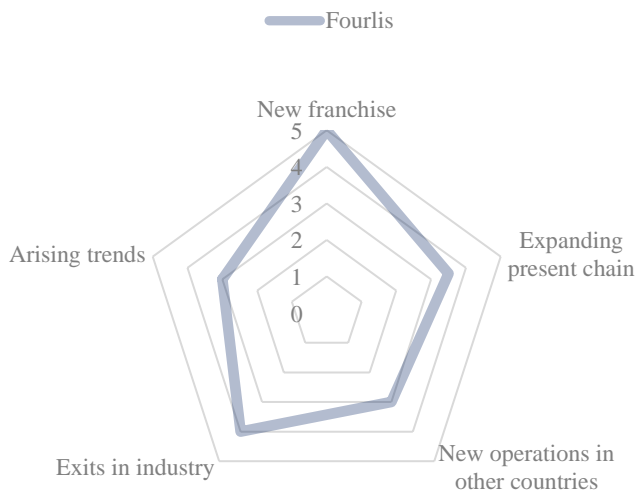 Fourlis
New franchise
5
4
3
2
1
0
Expanding
present chain
Arising trends
New operations in
other countries
Exits in industry